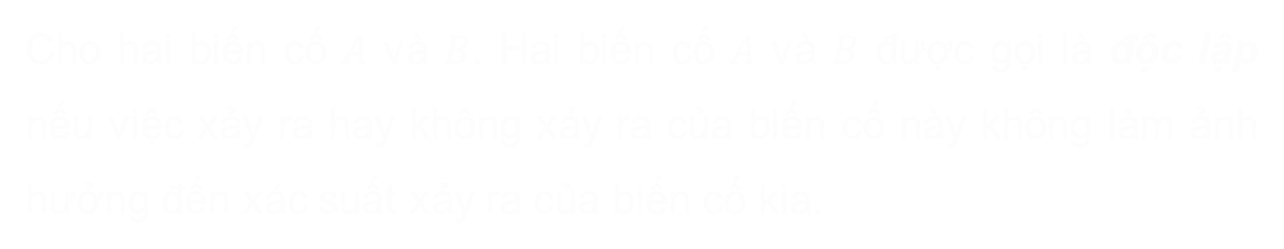 Cho hai biến cố A và B. Hai biến cố A và B được gọi là độc lập
nếu việc xảy ra hay không xảy ra của biến cố này không làm ảnh
hưởng đến xác suất xảy ra của biến cố kia.